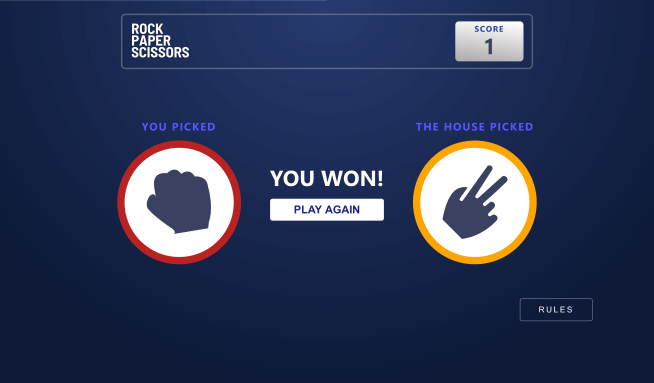 ROCK
PAPER
SCISSORS
SCORE
1
YOU PICKED
THE HOUSE PICKED
YOU WON!
PLAY AGAIN
RULES